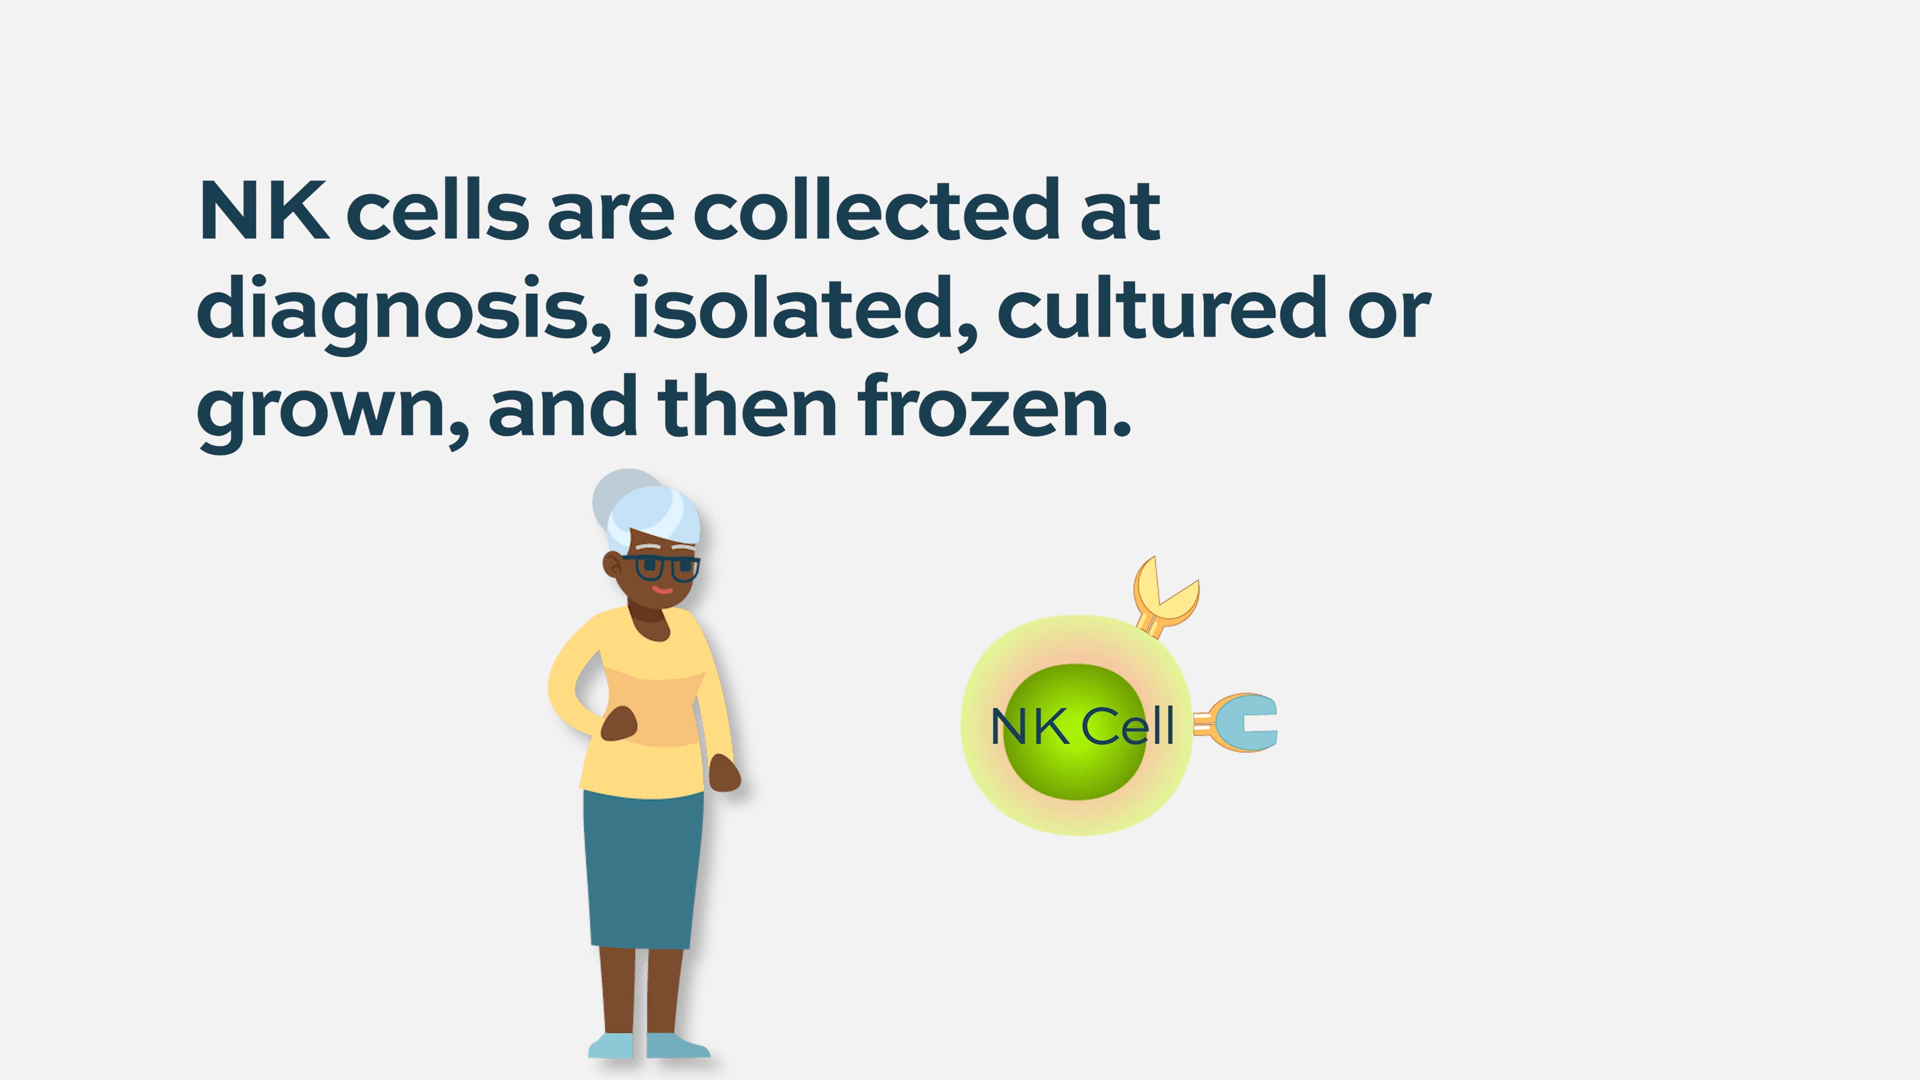 NK cells are collected at
diagnosis, isolated, cultured or
grown, and then frozen.
NK Cell